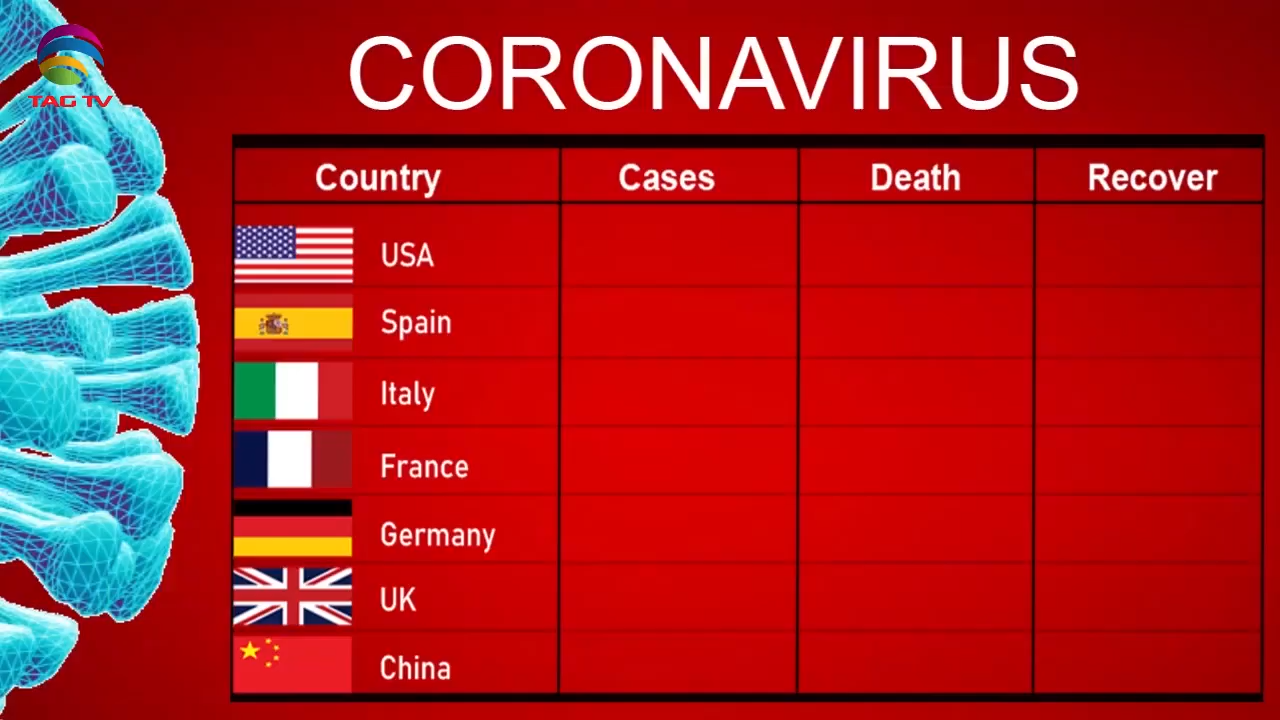 TAG TV
CORONAVIRUS
Country Cases Death Recover
USA
Spain
Italy
France
Germany
UK
China